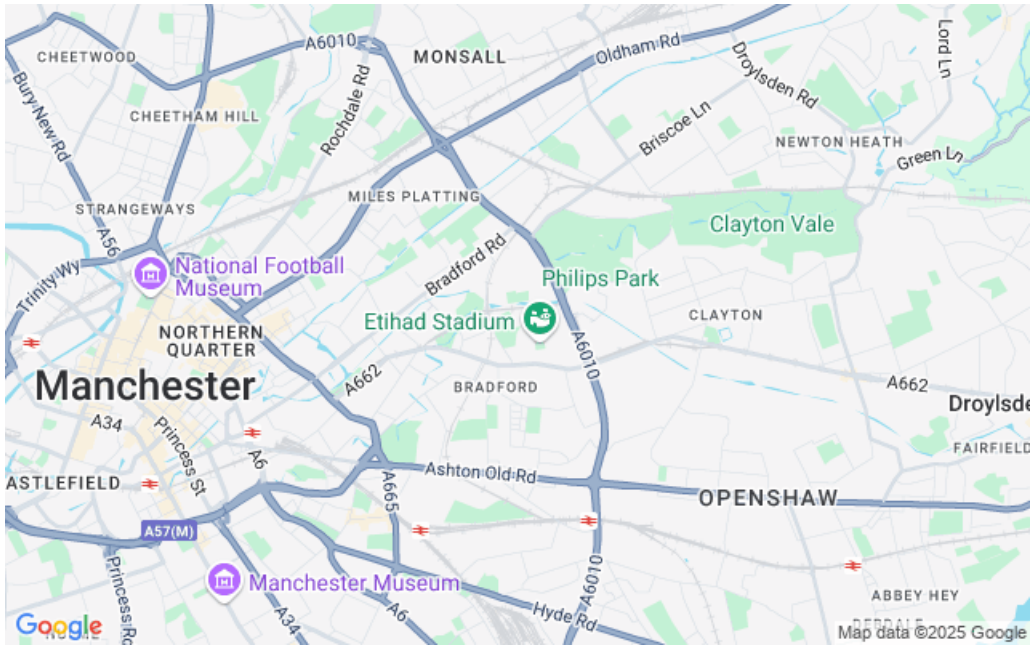 A6010
MONSALL
Oldham Rd
Lord Ln
CHEETWOOD
Droylsden Rd
Bury New Rd
Rochdale Rd
CHEETHAM HILL
Briscoe Ln
NEWTON HEATH
Green Ln
MILES PLATTING
STRANGEWAYS
A56
Clayton Vale
Trinity Wy
National Football
Museum
Bradford Rd
Philips Park
Etihad Stadium
CLAYTON
NORTHERN
QUARTER
A6010
Manchester
A662
BRADFORD
A662
Droylsde
A34
Princess St
A6
FAIRFIELD
ASTLEFIELD
Ashton Old Rd
A665
OPENSHAW
A57(M)
Princess Rd
Manchester Museum
A6010
ABBEY HEY
A34
A6
Hyde Rd
Google
Map data ©2025 Google